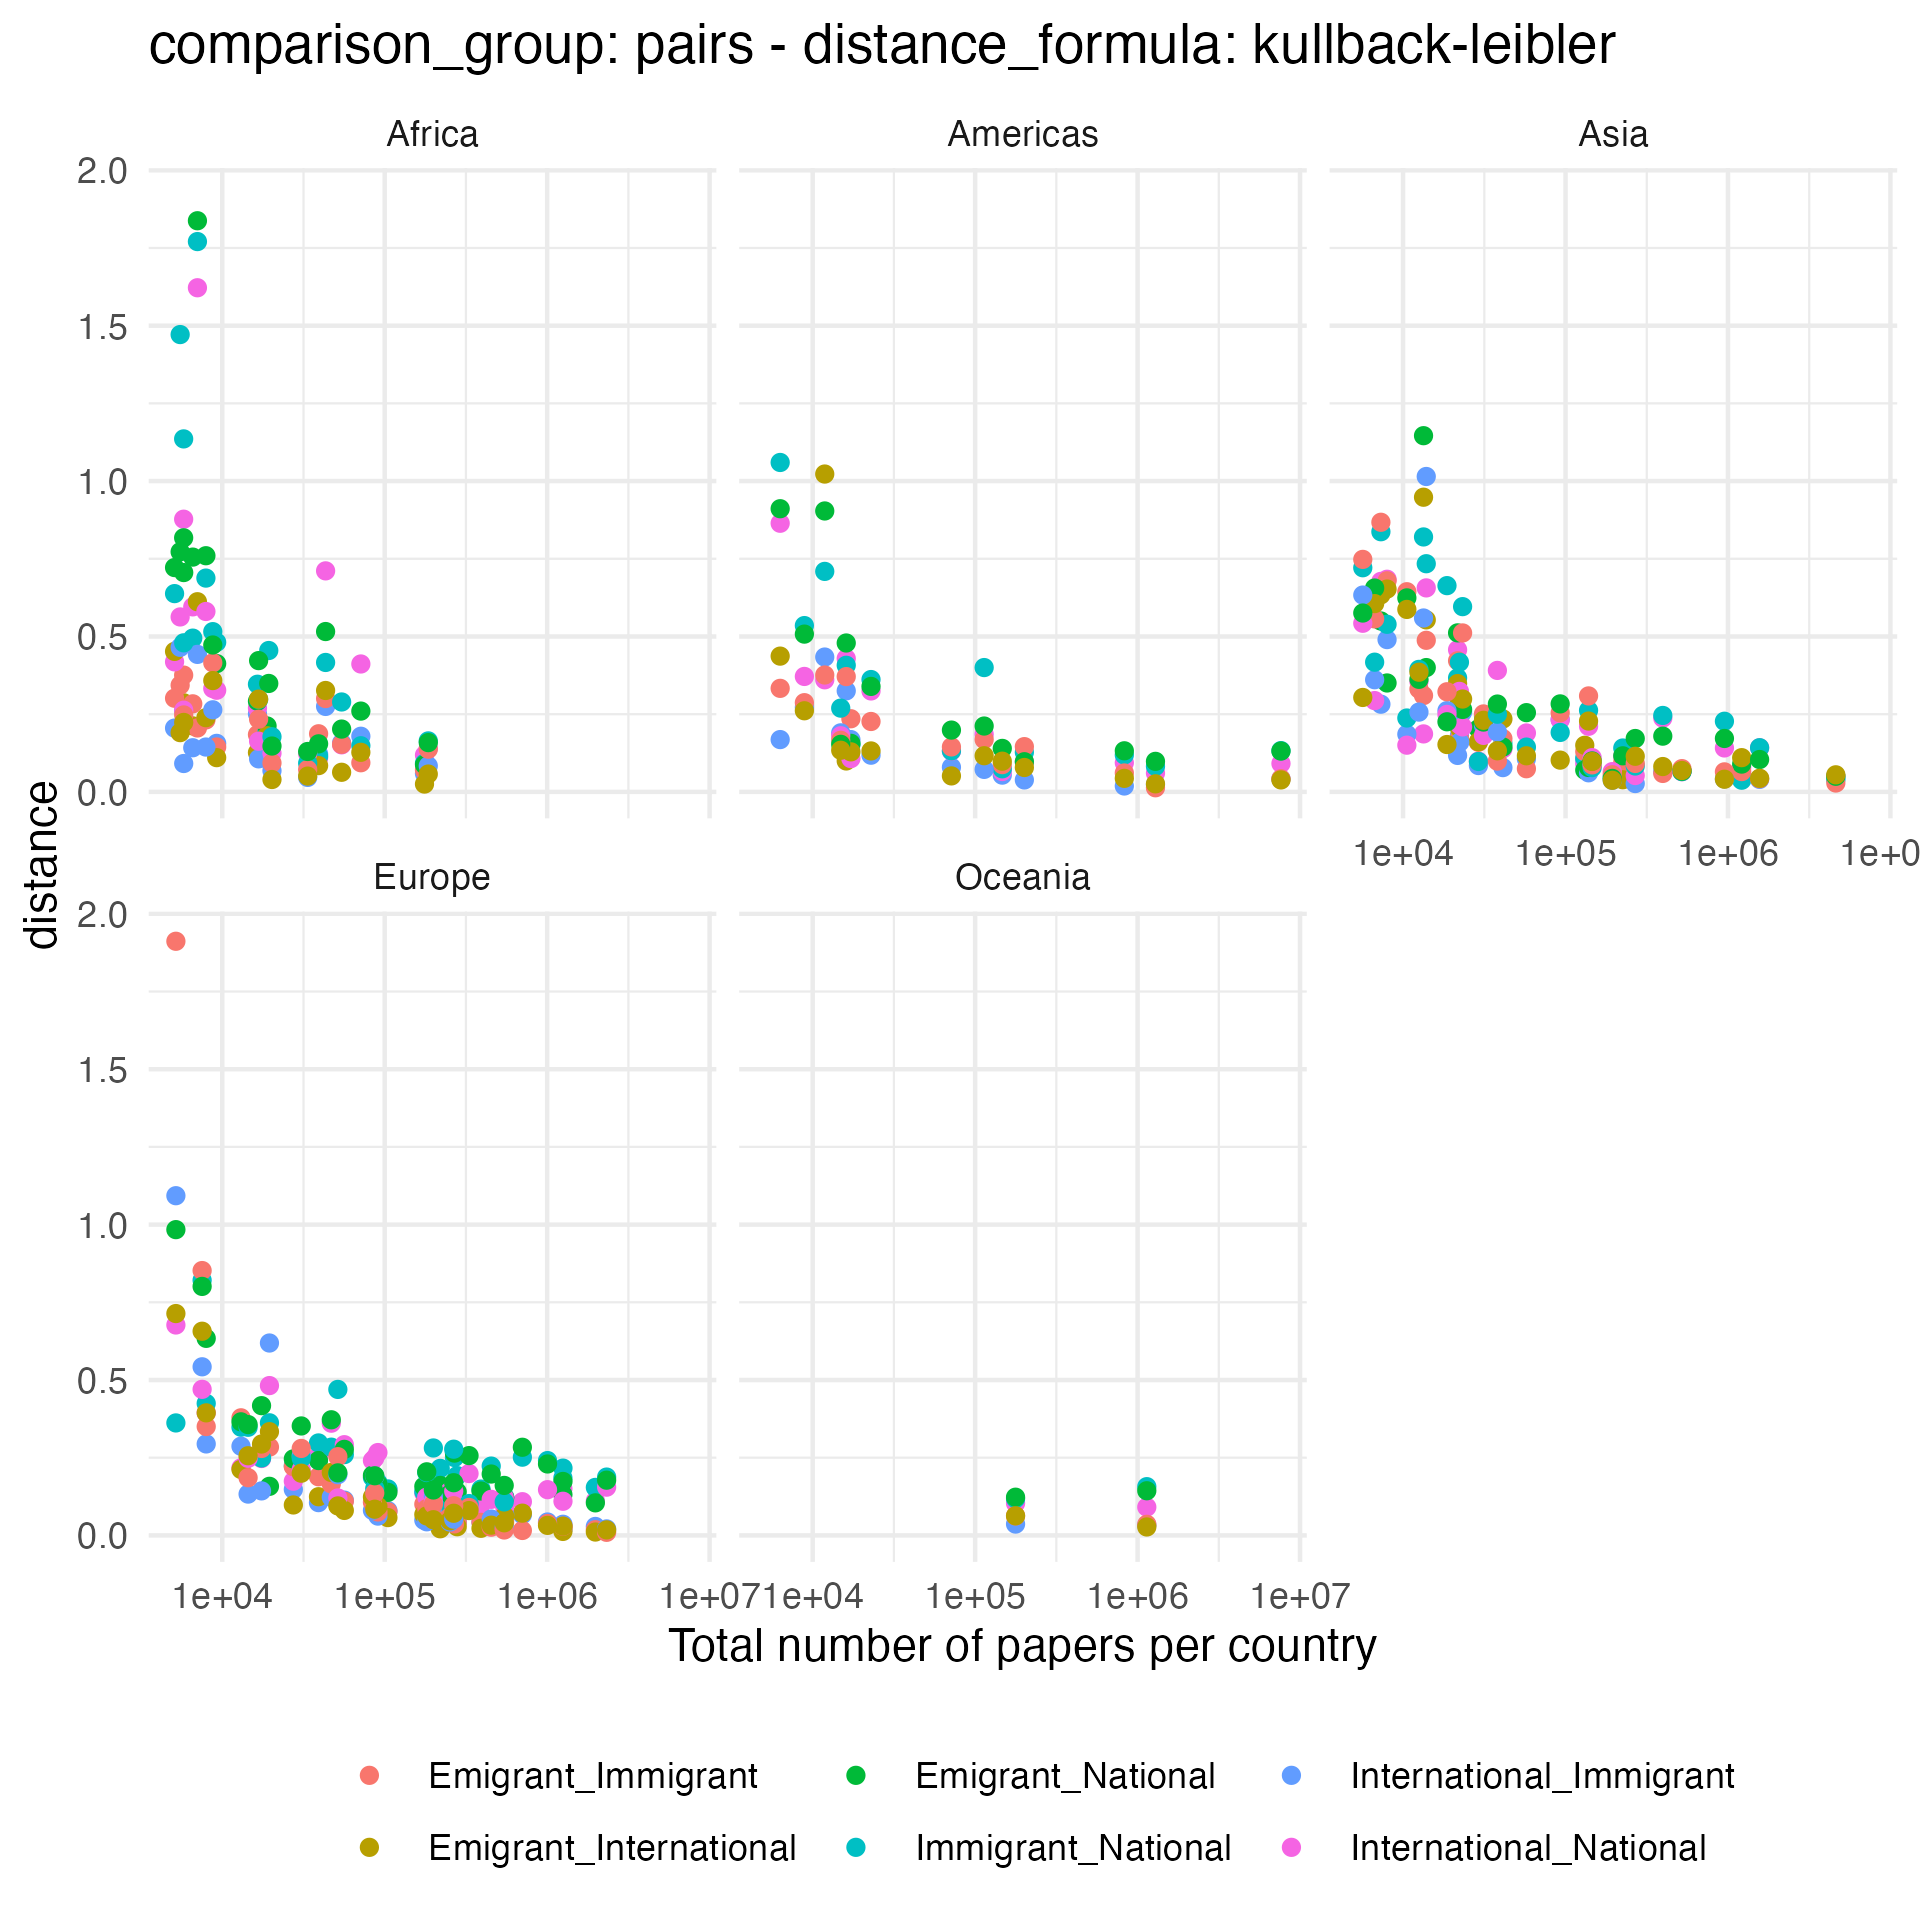 comparison_group: pairs - distance_formula: kullback-leibler
Africa
Americas
Asia
2.0
1.5
1.0
0.5
0.0
distance
1e+04
1e+05
1e+06
1e+0
Europe
Oceania
2.0
1.5
1.0
0.5
0.0
1e+04
1e+05
1e+06
1e+07
1e+04
1e+05
1e+06
1e+07
Total number of papers per country
Emigrant_Immigrant
Emigrant_National
International_Immigrant
Emigrant_International
Immigrant_National
International_National